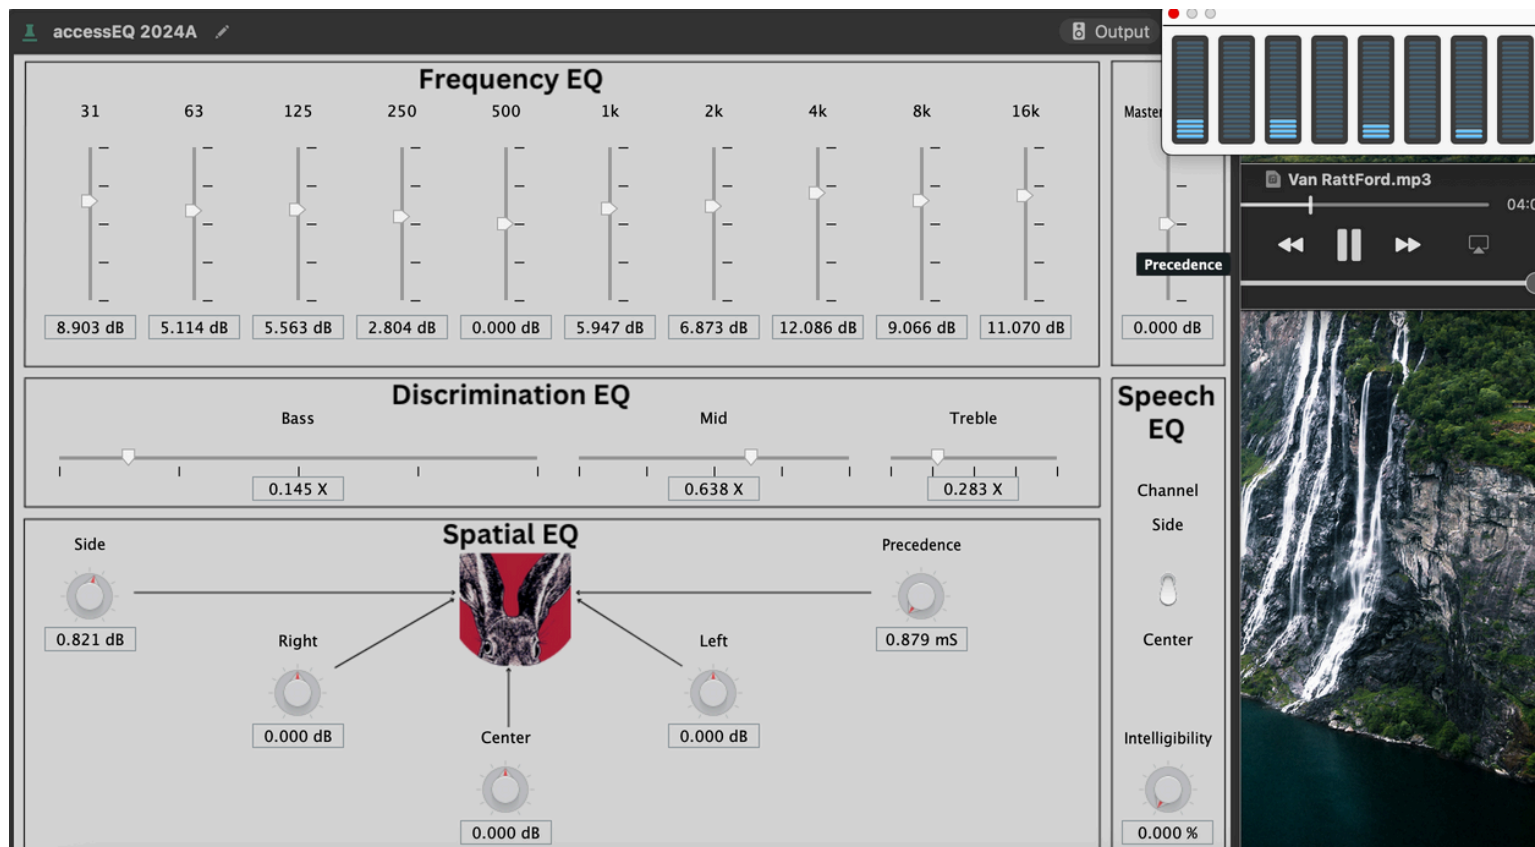 accessEQ 2024A
Output
Frequency EQ
31 63 125 250 500 1k 2k 4k 8k 16k
8.903 dB 5.114 dB 5.563 dB 2.804 dB 0.000 dB 5.947 dB 6.873 dB 12.086 dB 9.066 dB 11.070 dB
Master
Precedence
0.000 dB
Van RattFord.mp3
Discrimination EQ
Bass Mid Treble
0.145 X 0.638 X 0.283 X
Speech
EQ
Channel
Side
Center
Intelligibility
0.000 %
Spatial EQ
Side
0.821 dB
Precedence
0.879 mS
Right
0.000 dB
Left
0.000 dB
Center
0.000 dB